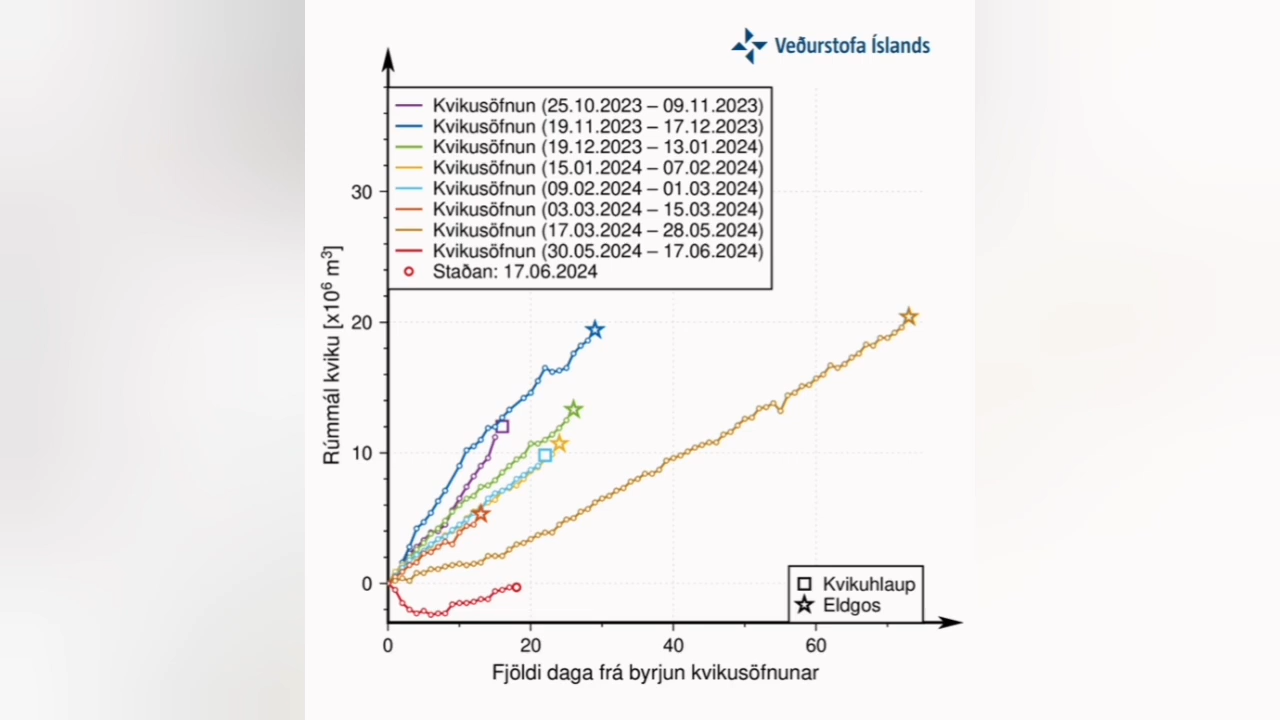 Veðurstofa Íslands
Kvikusöfnun (25.10.2023 – 09.11.2023)
Kvikusöfnun (19.11.2023 – 17.12.2023)
Kvikusöfnun (19.12.2023 – 13.01.2024)
Kvikusöfnun (15.01.2024 – 07.02.2024)
Kvikusöfnun (09.02.2024 – 01.03.2024)
Kvikusöfnun (03.03.2024 – 15.03.2024)
Kvikusöfnun (17.03.2024 – 28.05.2024)
Kvikusöfnun (30.05.2024 – 17.06.2024)
Staðan: 17.06.2024
Rúmmál kviku [x10⁶ m³]
30
20
10
0
Kvikuhlaup
Eldgos
0 20 40 60
Fjöldi daga frá byrjun kvikusöfnunar